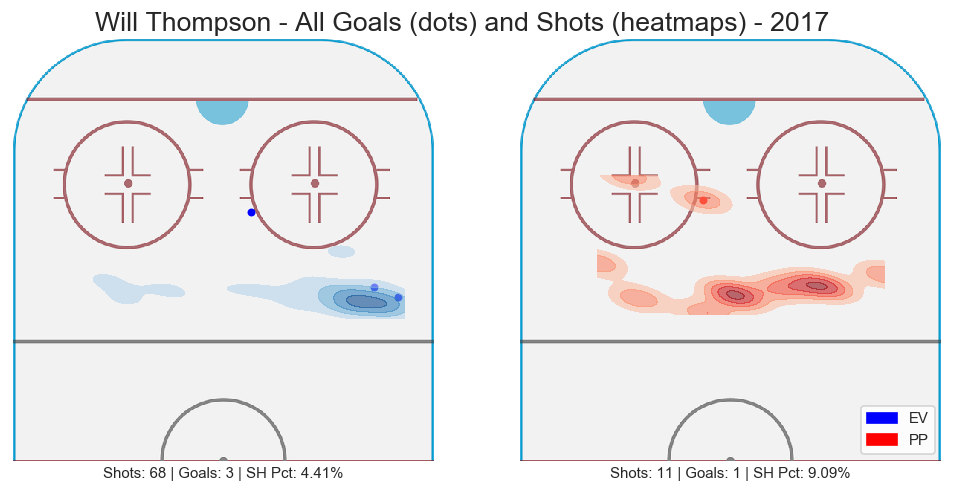 Will Thompson - All Goals (dots) and Shots (heatmaps) - 2017
EV
PP
Shots: 68 | Goals: 3 | SH Pct: 4.41%
Shots: 11 | Goals: 1 | SH Pct: 9.09%